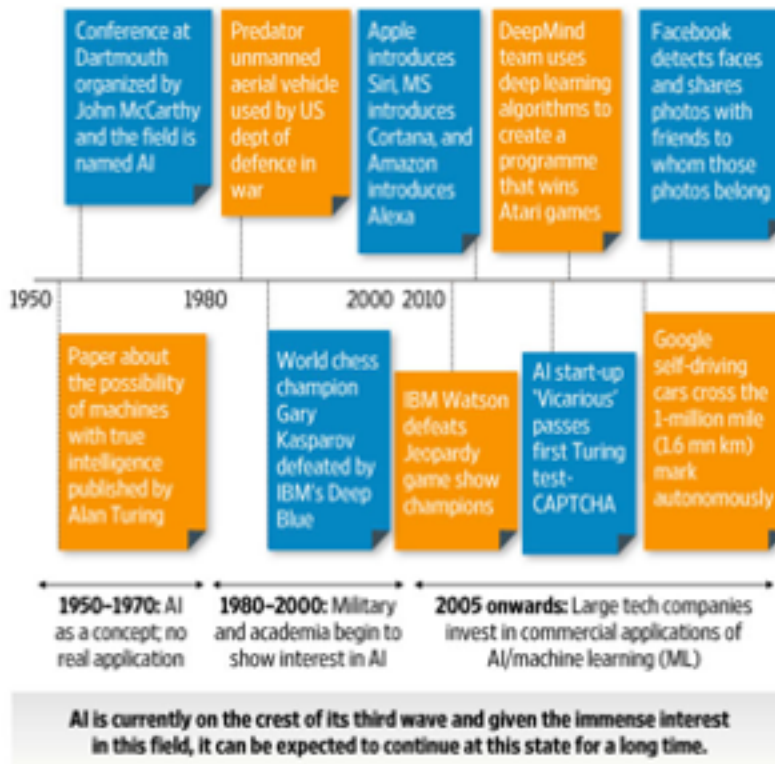 Conference at
Dartmouth
organized by
John McCarthy
and the field is
named AI
Predator
unmanned
aerial vehicle
used by US
dept of
defence in
war
Apple
introduces
Siri, MS
introduces
Cortana, and
Amazon
introduces
Alexa
DeepMind
team uses
deep learning
algorithms to
create a
programme
that wins
Atari games
Facebook
detects faces
and shares
photos with
friends to
whom those
photos belong
1950
1980
2000 2010
Paper about
the possibility
of machines
with true
intelligence
published by
Alan Turing
World chess
champion
Gary
Kasparov
defeated by
IBM's Deep
Blue
IBM Watson
defeats
Jeopardy
game show
champions
AI start-up
'Vicarious'
passes
first Turing
test-
CAPTCHA
Google
self-driving
cars cross the
1-million mile
(1.6 mn km)
mark
autonomously
1950–1970: AI
as a concept; no
real application
1980–2000: Military
and academia begin to
show interest in AI
2005 onwards: Large tech companies
invest in commercial applications of
AI/machine learning (ML)
AI is currently on the crest of its third wave and given the immense interest
in this field, it can be expected to continue at this state for a long time.